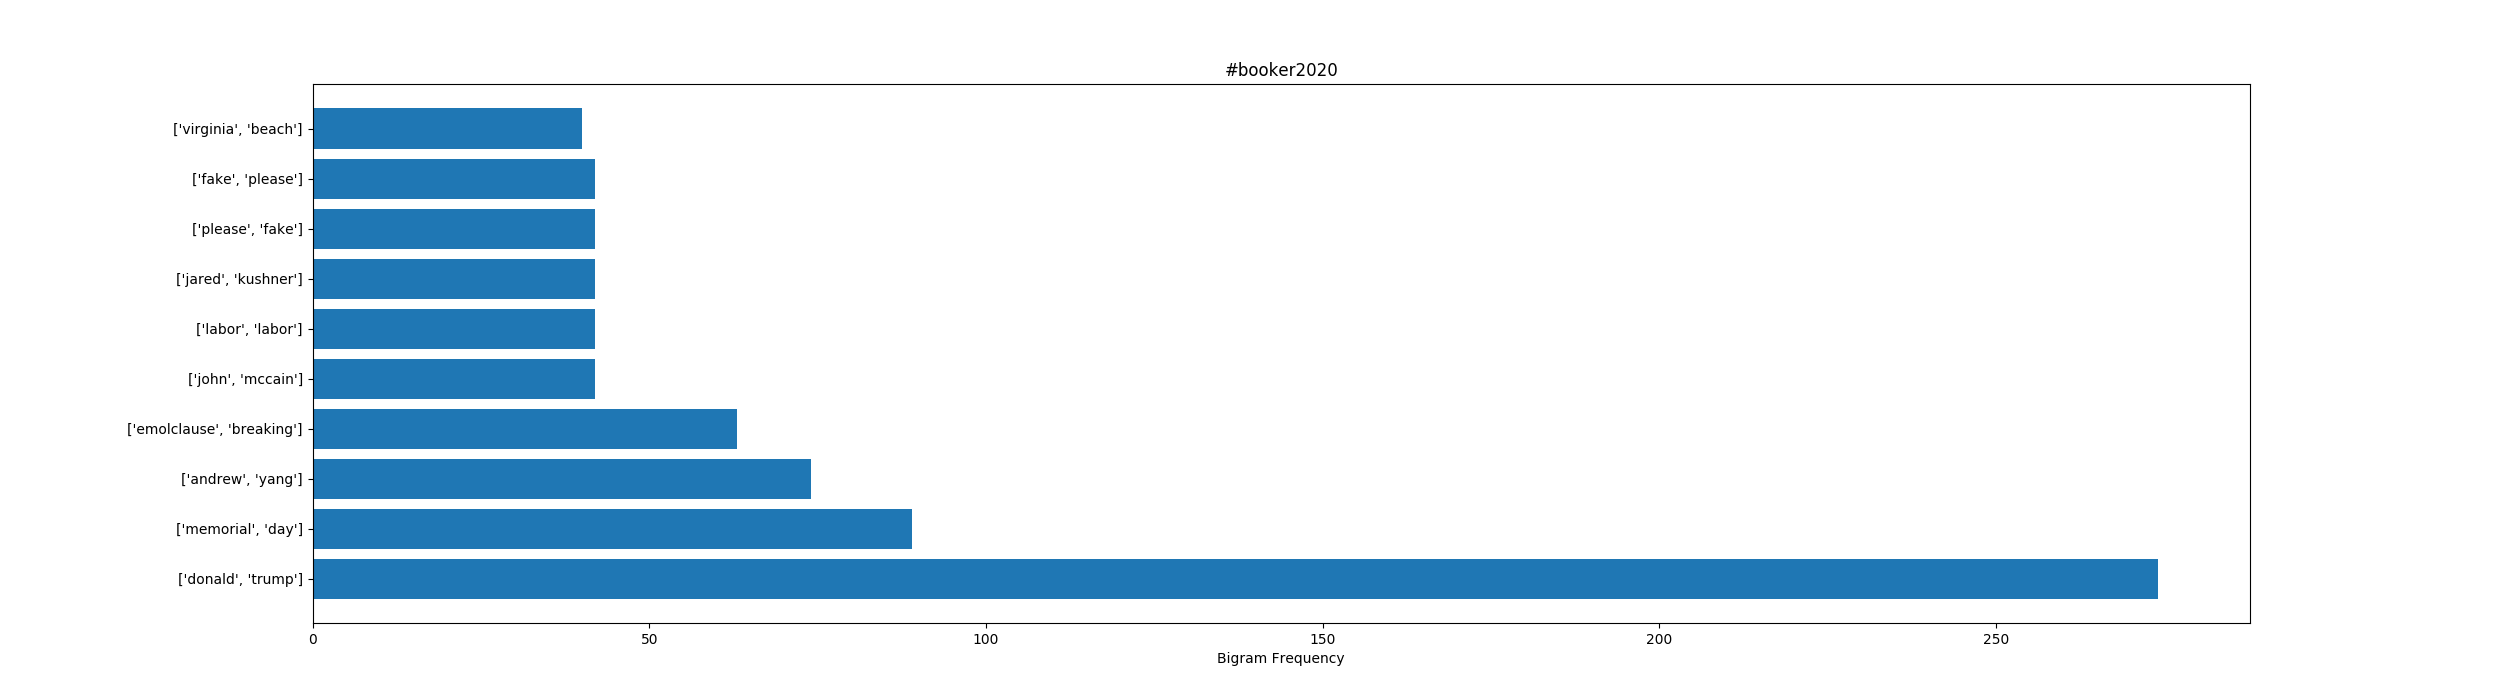 #booker2020
['virginia', 'beach']
['fake', 'please']
['please', 'fake']
['jared', 'kushner']
['labor', 'labor']
['john', 'mccain']
['emolclause', 'breaking']
['andrew', 'yang']
['memorial', 'day']
['donald', 'trump']
0 50 100 150 200 250
Bigram Frequency